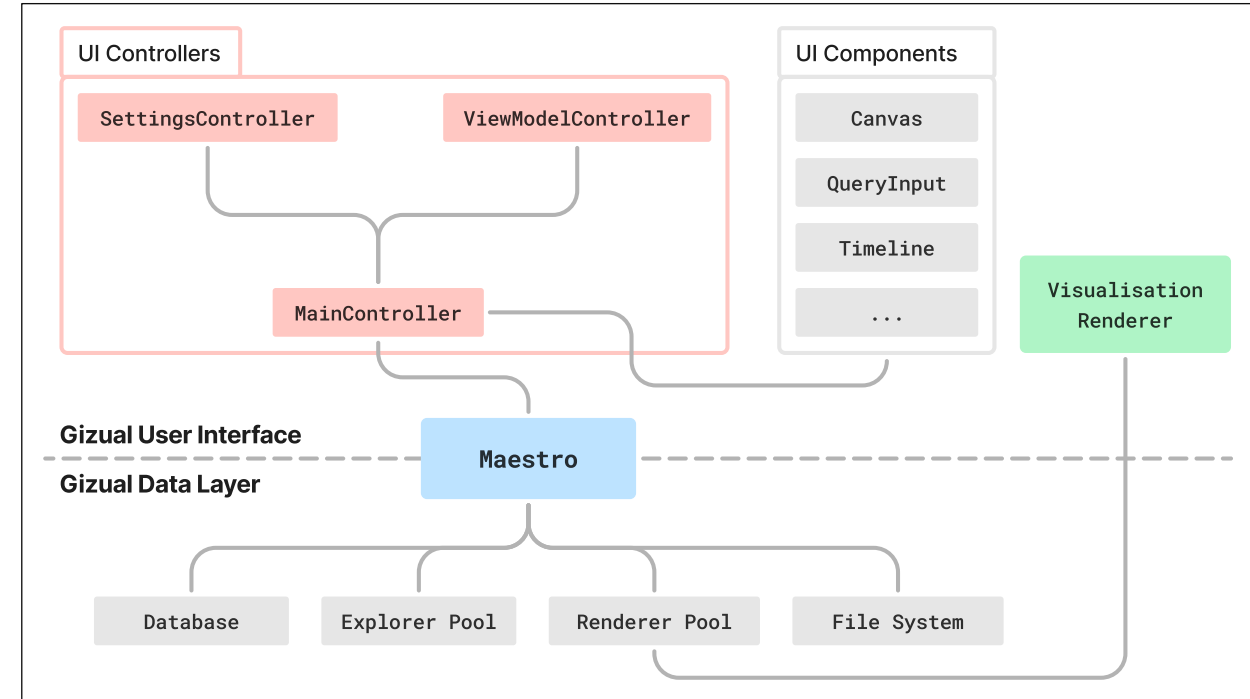 UI Controllers
SettingsController
ViewModelController
MainController
UI Components
Canvas
QueryInput
Timeline
...
Visualisation
Renderer
Gizual User Interface
Maestro
Gizual Data Layer
Database
Explorer Pool
Renderer Pool
File System